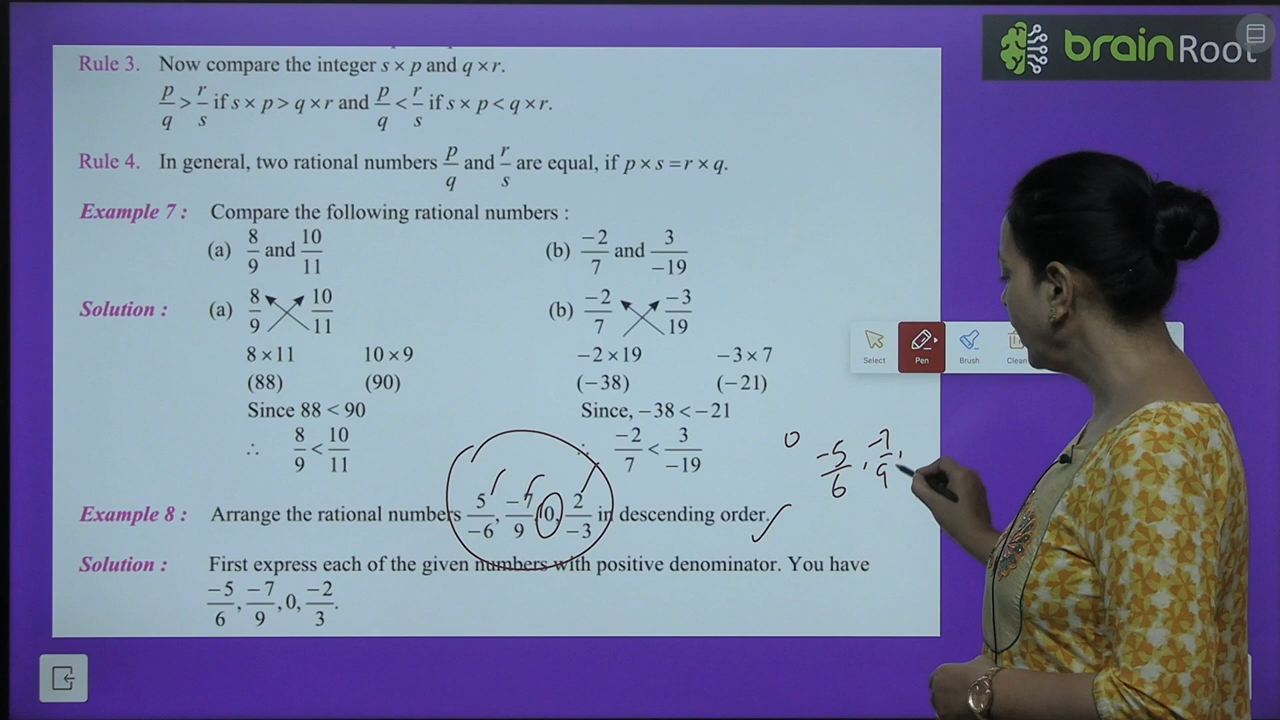 brainRoot
Rule 3. Now compare the integer s × p and q × r.
p/q > r/s if s × p > q × r and p/q < r/s if s × p < q × r.
Rule 4. In general, two rational numbers p/q and r/s are equal, if p × s = r × q.
Example 7 : Compare the following rational numbers :
(a) 8/9 and 10/11 (b) -2/7 and 3/-19
Solution : (a) 8/9 10/11 (b) -2/7 -3/19
8 × 11 10 × 9 -2 × 19 -3 × 7
(88) (90) (-38) (-21)
Since 88 < 90 Since, -38 < -21
∴ 8/9 < 10/11 ∴ -2/7 < 3/-19
Example 8 : Arrange the rational numbers 5/-6, -7/9, 0, 2/-3 in descending order.
Solution : First express each of the given numbers with positive denominator. You have
-5/6, -7/9, 0, -2/3.
Select Pen Brush Clean
0 -5/6, -7/9,